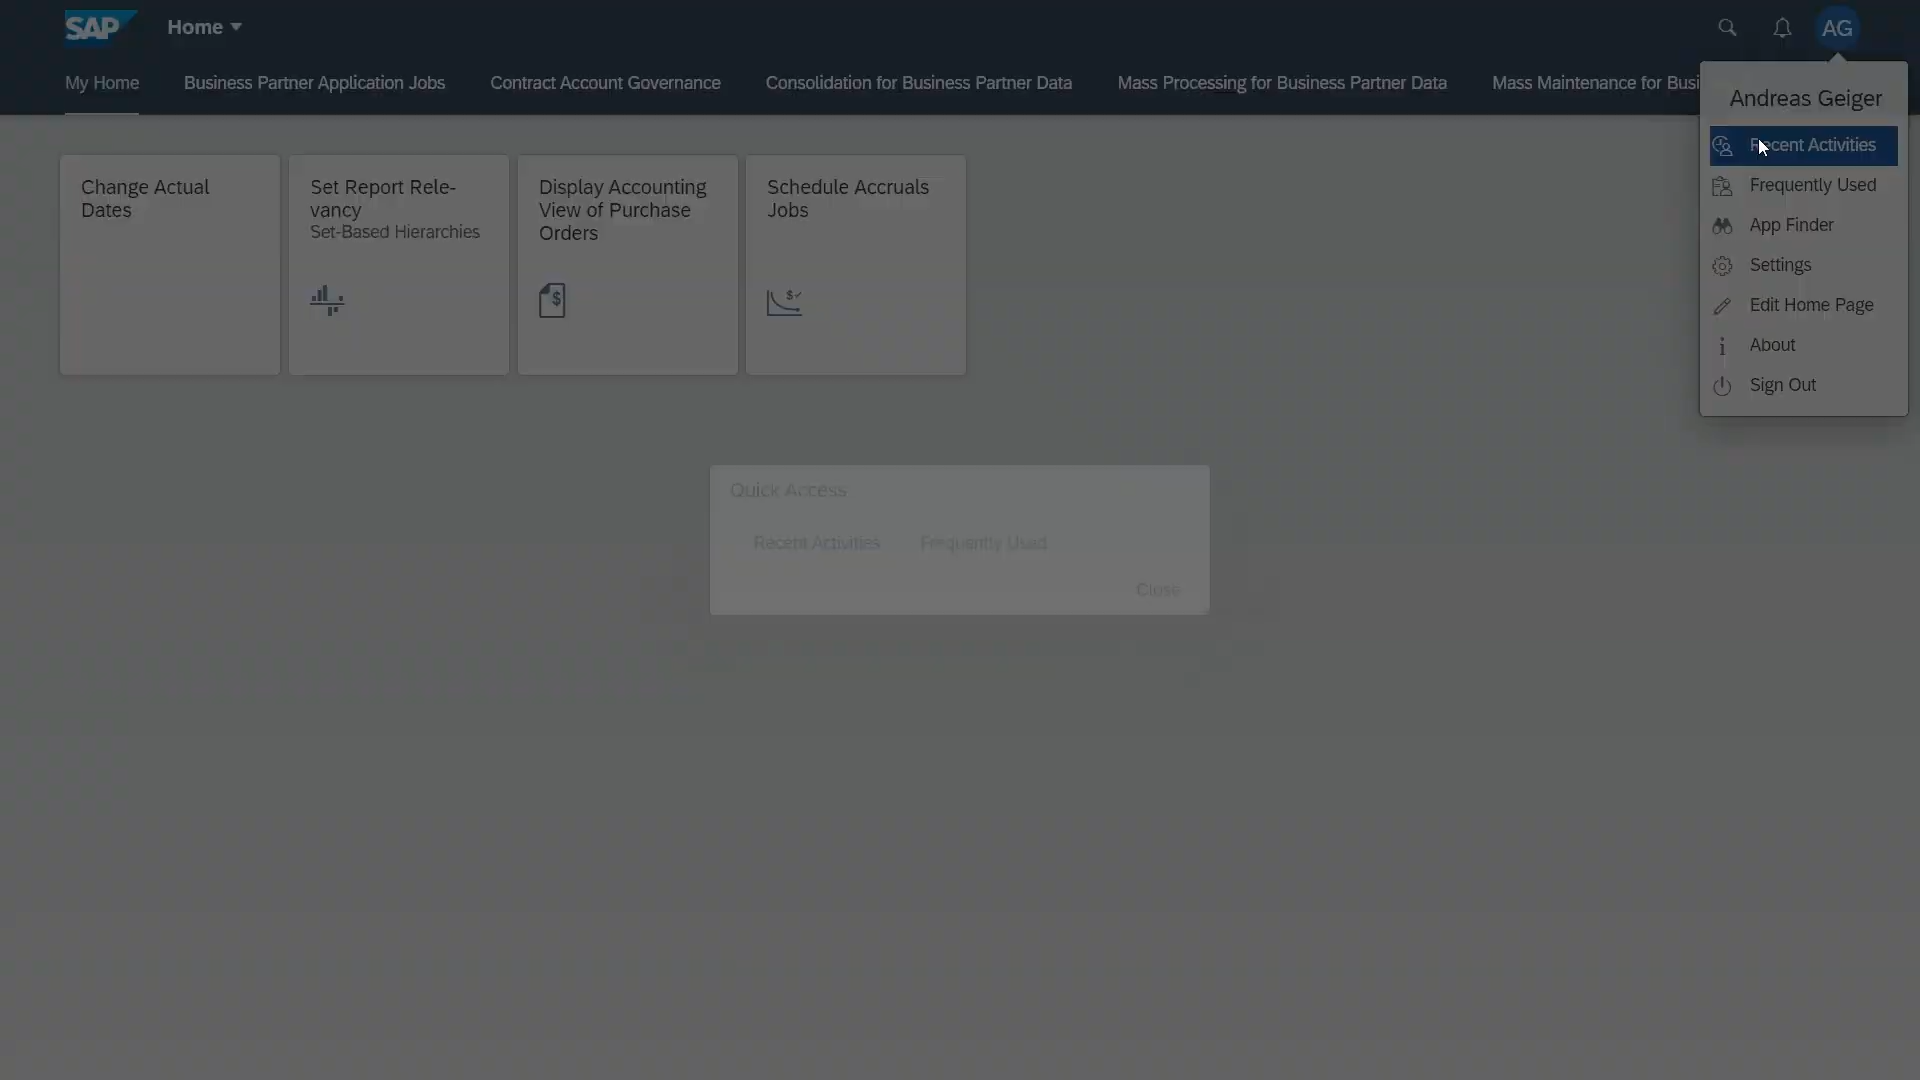 SAP
Home
AG
My Home
Business Partner Application Jobs
Contract Account Governance
Consolidation for Business Partner Data
Mass Processing for Business Partner Data
Mass Maintenance for Busi
Andreas Geiger
Recent Activities
Frequently Used
App Finder
Settings
Edit Home Page
About
Sign Out
Change Actual
Dates
Set Report Rele-
vancy
Set-Based Hierarchies
Display Accounting
View of Purchase
Orders
$
Schedule Accruals
Jobs
$
Quick Access
Recent Activities
Frequently Used
Close